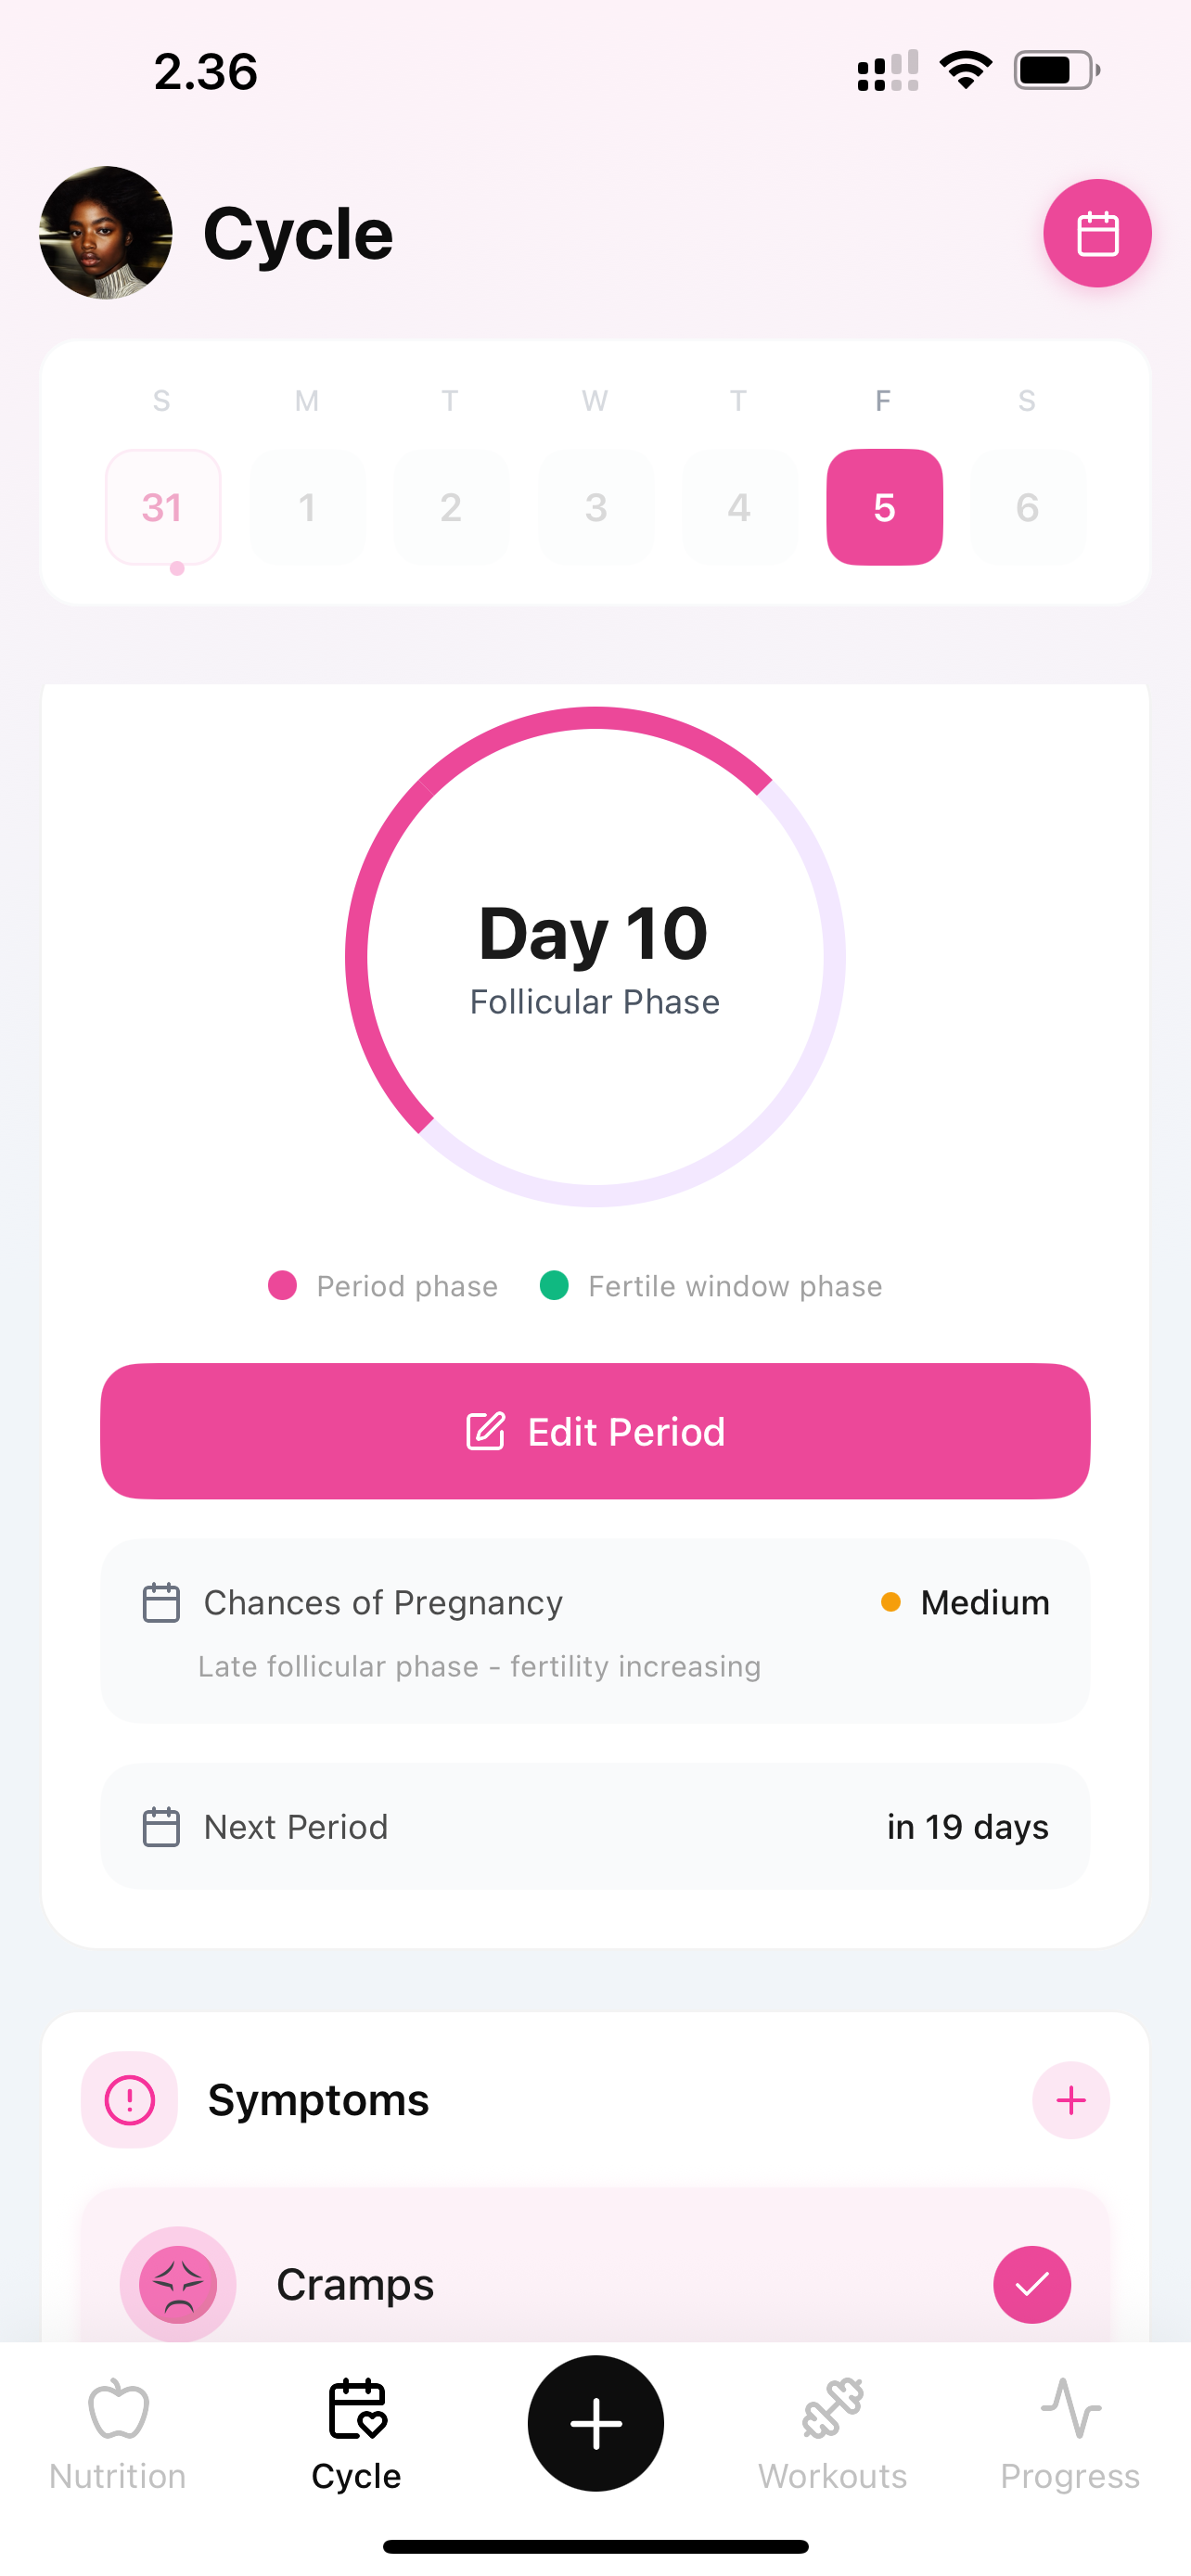 2.36
Cycle
S M T W T F S
31 1 2 3 4 5 6
Day 10
Follicular Phase
Period phase Fertile window phase
Edit Period
Chances of Pregnancy Medium
Late follicular phase - fertility increasing
Next Period in 19 days
Symptoms
Cramps
Nutrition Cycle Workouts Progress